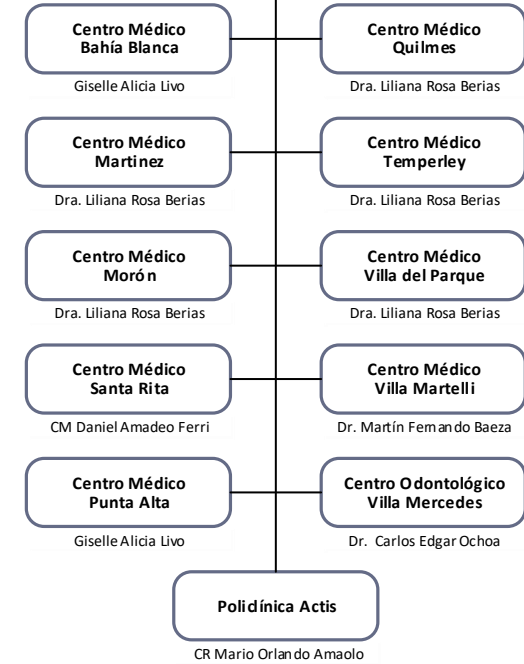 Centro Médico
Bahía Blanca
Giselle Alicia Livo
Centro Médico
Quilmes
Dra. Liliana Rosa Berias
Centro Médico
Martinez
Dra. Liliana Rosa Berias
Centro Médico
Temperley
Dra. Liliana Rosa Berias
Centro Médico
Morón
Dra. Liliana Rosa Berias
Centro Médico
Villa del Parque
Dra. Liliana Rosa Berias
Centro Médico
Santa Rita
CM Daniel Amadeo Ferri
Centro Médico
Villa Martelli
Dr. Martín Fernando Baeza
Centro Médico
Punta Alta
Giselle Alicia Livo
Centro Odontológico
Villa Mercedes
Dr. Carlos Edgar Ochoa
Policlínica Actis
CR Mario Orlando Amaolo